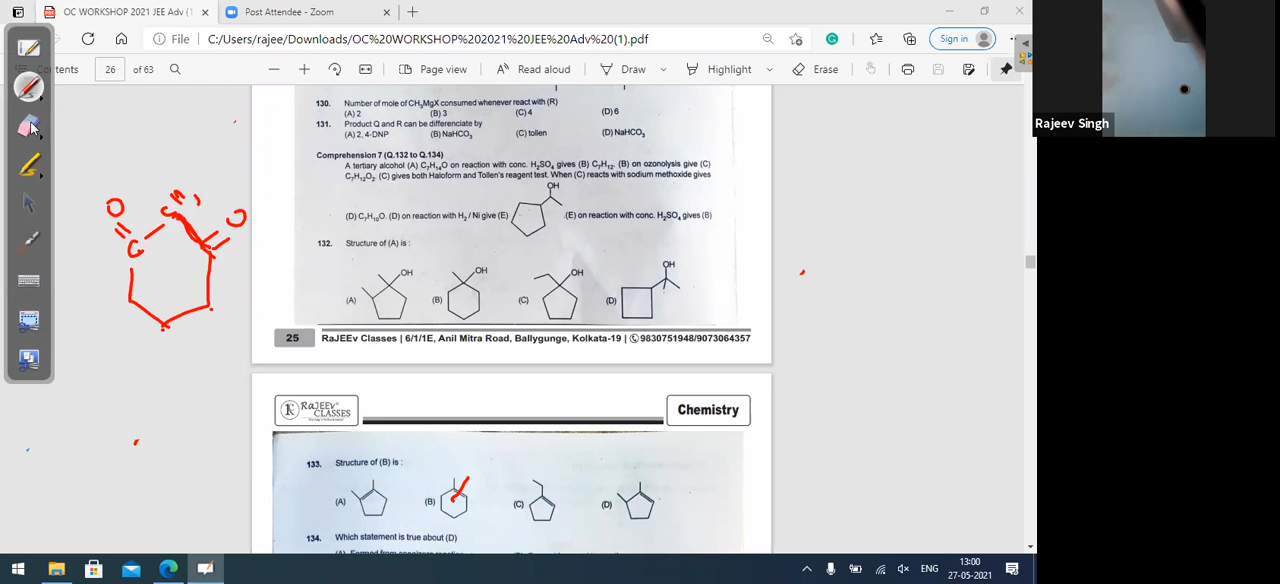 OC WORKSHOP 2021 JEE Adv (1
Post Attendee - Zoom
File
C:/Users/rajee/Downloads/OC%20WORKSHOP%202021%20JEE%20Adv%20(1).pdf
Sign in
Contents
26 of 63
Page view
Read aloud
Draw
Highlight
Erase
130. Number of mole of CH₃MgX consumed whenever react with (R)
(A) 2 (B) 3 (C) 4 (D) 6
131. Product Q and R can be differenciate by
(A) 2, 4-DNP (B) NaHCO₃ (C) tollen (D) NaHCO₃
Comprehension 7 (Q.132 to Q.134)
A tertiary alcohol (A) C₇H₁₄O on reaction with conc. H₂SO₄ gives (B) C₇H₁₂. (B) on ozonolysis give (C)
C₇H₁₂O₂. (C) gives both Haloform and Tollen's reagent test. When (C) reacts with sodium methoxide gives
OH
(D) C₇H₁₀O. (D) on reaction with H₂ / Ni give (E) .(E) on reaction with conc. H₂SO₄ gives (B)
132. Structure of (A) is :
OH OH OH OH
(A) (B) (C) (D)
25 RaJEEv Classes | 6/1/1E, Anil Mitra Road, Ballygunge, Kolkata-19 | 9830751948/9073064357
RaJEEv CLASSES
Chemistry
133. Structure of (B) is :
(A) (B) (C) (D)
134. Which statement is true about (D)
O
O
C
Rajeev Singh
ENG
13:00
27-05-2021